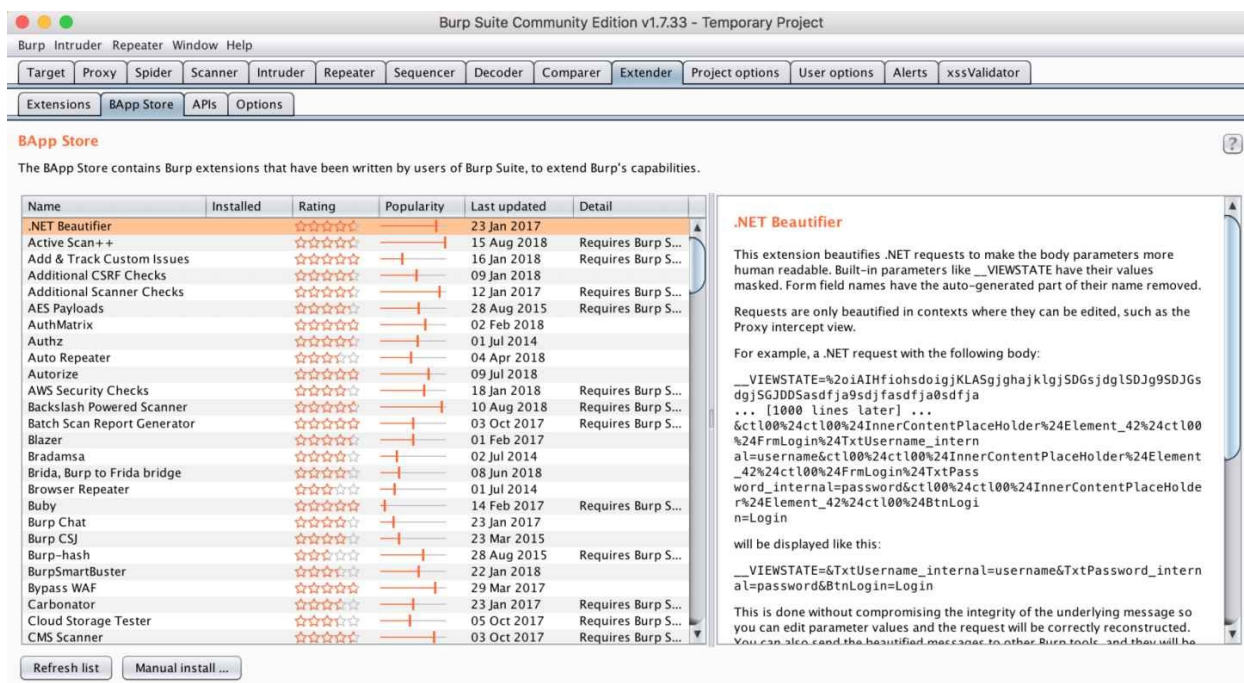 Burp Suite Community Edition v1.7.33 - Temporary Project
Burp Intruder Repeater Window Help
Target Proxy Spider Scanner Intruder Repeater Sequencer Decoder Comparer Extender Project options User options Alerts xssValidator
Extensions BApp Store APIs Options
BApp Store
?
The BApp Store contains Burp extensions that have been written by users of Burp Suite, to extend Burp's capabilities.
Name Installed Rating Popularity Last updated Detail
.NET Beautifier 23 Jan 2017
Active Scan++ 15 Aug 2018 Requires Burp S...
Add & Track Custom Issues 16 Jan 2018 Requires Burp S...
Additional CSRF Checks 09 Jan 2018
Additional Scanner Checks 12 Jan 2017 Requires Burp S...
AES Payloads 28 Aug 2015 Requires Burp S...
AuthMatrix 02 Feb 2018
Authz 01 Jul 2014
Auto Repeater 04 Apr 2018
Autorize 09 Jul 2018
AWS Security Checks 18 Jan 2018 Requires Burp S...
Backslash Powered Scanner 10 Aug 2018 Requires Burp S...
Batch Scan Report Generator 03 Oct 2017 Requires Burp S...
Blazer 01 Feb 2017
Bradamsa 02 Jul 2014
Brida, Burp to Frida bridge 08 Jun 2018
Browser Repeater 01 Jul 2014
Buby 14 Feb 2017 Requires Burp S...
Burp Chat 23 Jan 2017
Burp CSJ 23 Mar 2015
Burp-hash 28 Aug 2015 Requires Burp S...
BurpSmartBuster 22 Jan 2018
Bypass WAF 29 Mar 2017
Carbonator 23 Jan 2017 Requires Burp S...
Cloud Storage Tester 05 Oct 2017 Requires Burp S...
CMS Scanner 03 Oct 2017 Requires Burp S...
.NET Beautifier
This extension beautifies .NET requests to make the body parameters more
human readable. Built-in parameters like __VIEWSTATE have their values
masked. Form field names have the auto-generated part of their name removed.
Requests are only beautified in contexts where they can be edited, such as the
Proxy intercept view.
For example, a .NET request with the following body:
__VIEWSTATE=%2oiAIHfiohsdoigjKLASgjghajklgjSDGsjdglSDJg9SDJGs
dgjSGJDDSasdfja9sdjfasdfja0sdfja
... [1000 lines later] ...
&ctl00%24ctl00%24InnerContentPlaceHolder%24Element_42%24ctl00
%24FrmLogin%24TxtUsername_intern
al=username&ctl00%24ctl00%24InnerContentPlaceHolder%24Element
_42%24ctl00%24FrmLogin%24TxtPass
word_internal=password&ctl00%24ctl00%24InnerContentPlaceHolde
r%24Element_42%24ctl00%24BtnLogi
n=Login
will be displayed like this:
__VIEWSTATE=&TxtUsername_internal=username&TxtPassword_intern
al=password&BtnLogin=Login
This is done without compromising the integrity of the underlying message so
you can edit parameter values and the request will be correctly reconstructed.
You can also send the beautified messages to other Burp tools, and they will be
Refresh list Manual install ...